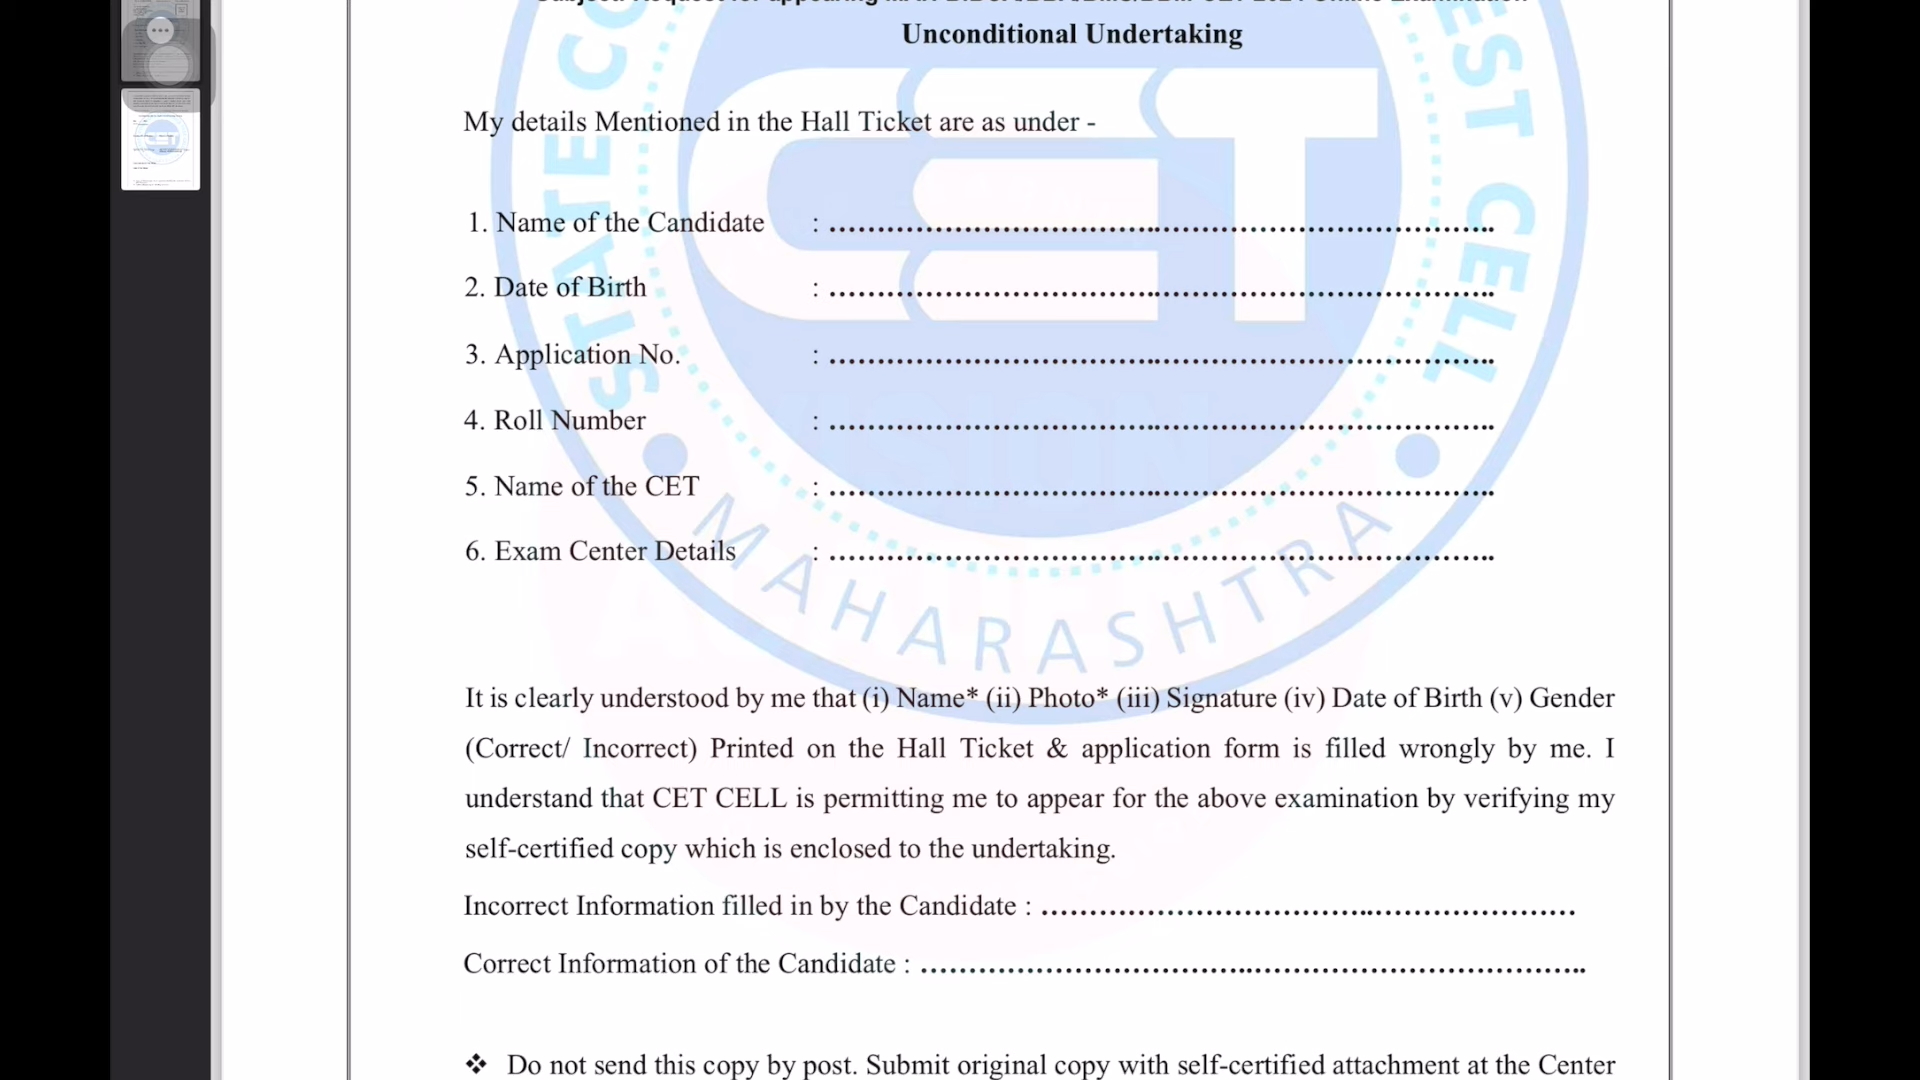 Unconditional Undertaking
My details Mentioned in the Hall Ticket are as under -
1. Name of the Candidate : ....................................................................
2. Date of Birth : ....................................................................
3. Application No. : ....................................................................
4. Roll Number : ....................................................................
5. Name of the CET : ....................................................................
6. Exam Center Details : ....................................................................
It is clearly understood by me that (i) Name* (ii) Photo* (iii) Signature (iv) Date of Birth (v) Gender
(Correct/ Incorrect) Printed on the Hall Ticket & application form is filled wrongly by me. I
understand that CET CELL is permitting me to appear for the above examination by verifying my
self-certified copy which is enclosed to the undertaking.
Incorrect Information filled in by the Candidate : ......................................................
Correct Information of the Candidate : ....................................................................
❖ Do not send this copy by post. Submit original copy with self-certified attachment at the Center
STATE CO
CET
EST CELL
MAHARASHTRA